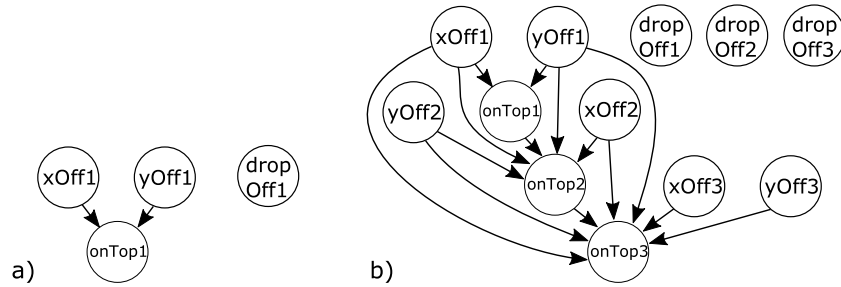 xOff1
yOff1
drop
Off1
onTop1
a)
xOff1
yOff1
drop
Off1
drop
Off2
drop
Off3
onTop1
yOff2
xOff2
onTop2
xOff3
yOff3
onTop3
b)